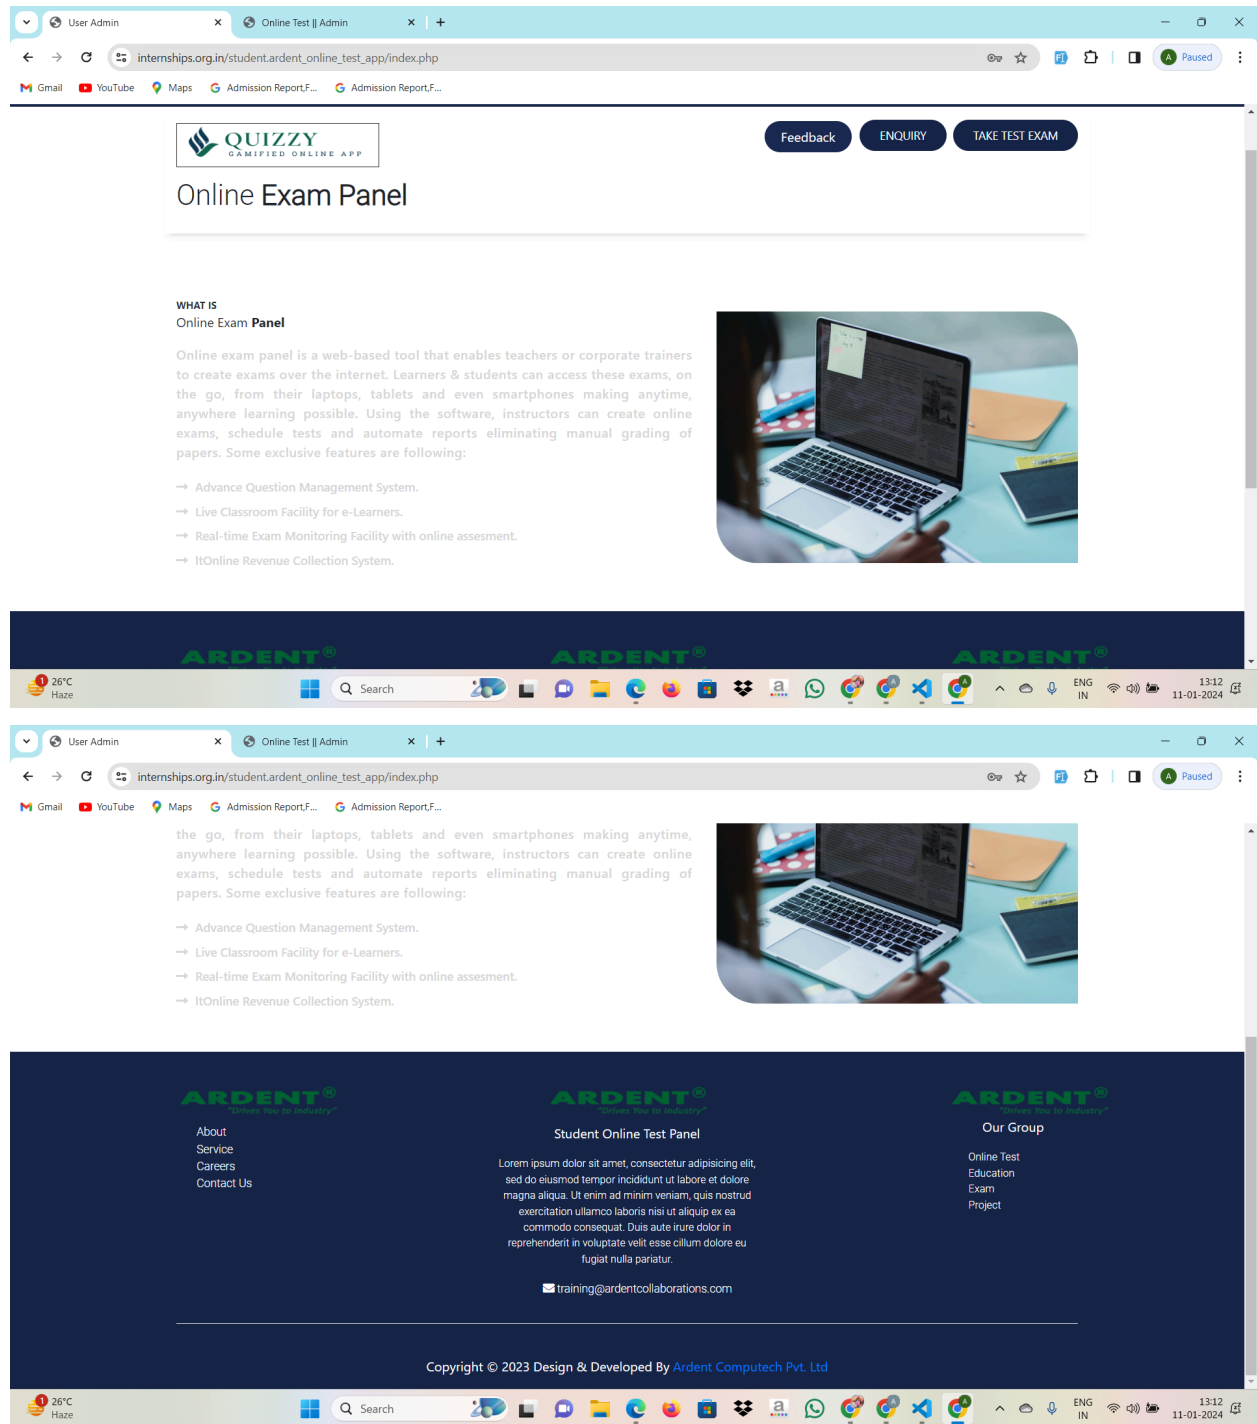 User Admin
Online Test || Admin
internships.org.in/student.ardent_online_test_app/index.php
Paused
Gmail
YouTube
Maps
Admission Report,F...
Admission Report,F...
QUIZZY
GAMIFIED ONLINE APP
Feedback
ENQUIRY
TAKE TEST EXAM
Online Exam Panel
WHAT IS
Online Exam Panel
Online exam panel is a web-based tool that enables teachers or corporate trainers
to create exams over the internet. Learners & students can access these exams, on
the go, from their laptops, tablets and even smartphones making anytime,
anywhere learning possible. Using the software, instructors can create online
exams, schedule tests and automate reports eliminating manual grading of
papers. Some exclusive features are following:
→ Advance Question Management System.
→ Live Classroom Facility for e-Learners.
→ Real-time Exam Monitoring Facility with online assesment.
→ ltOnline Revenue Collection System.
ARDENT®
ARDENT®
ARDENT®
1
26°C
Haze
Search
ENG
IN
13:12
11-01-2024
User Admin
Online Test || Admin
internships.org.in/student.ardent_online_test_app/index.php
A Paused
Gmail
YouTube
Maps
Admission Report,F...
Admission Report,F...
the go, from their laptops, tablets and even smartphones making anytime,
anywhere learning possible. Using the software, instructors can create online
exams, schedule tests and automate reports eliminating manual grading of
papers. Some exclusive features are following:
→ Advance Question Management System.
→ Live Classroom Facility for e-Learners.
→ Real-time Exam Monitoring Facility with online assesment.
→ ltOnline Revenue Collection System.
ARDENT®
"Drives You to Industry"
About
Service
Careers
Contact Us
ARDENT®
"Drives You to Industry"
Student Online Test Panel
Lorem ipsum dolor sit amet, consectetur adipisicing elit,
sed do eiusmod tempor incididunt ut labore et dolore
magna aliqua. Ut enim ad minim veniam, quis nostrud
exercitation ullamco laboris nisi ut aliquip ex ea
commodo consequat. Duis aute irure dolor in
reprehenderit in voluptate velit esse cillum dolore eu
fugiat nulla pariatur.
training@ardentcollaborations.com
ARDENT®
"Drives You to Industry"
Our Group
Online Test
Education
Exam
Project
Copyright © 2023 Design & Developed By Ardent Computech Pvt. Ltd
1
26°C
Haze
Search
ENG
IN
13:12
11-01-2024